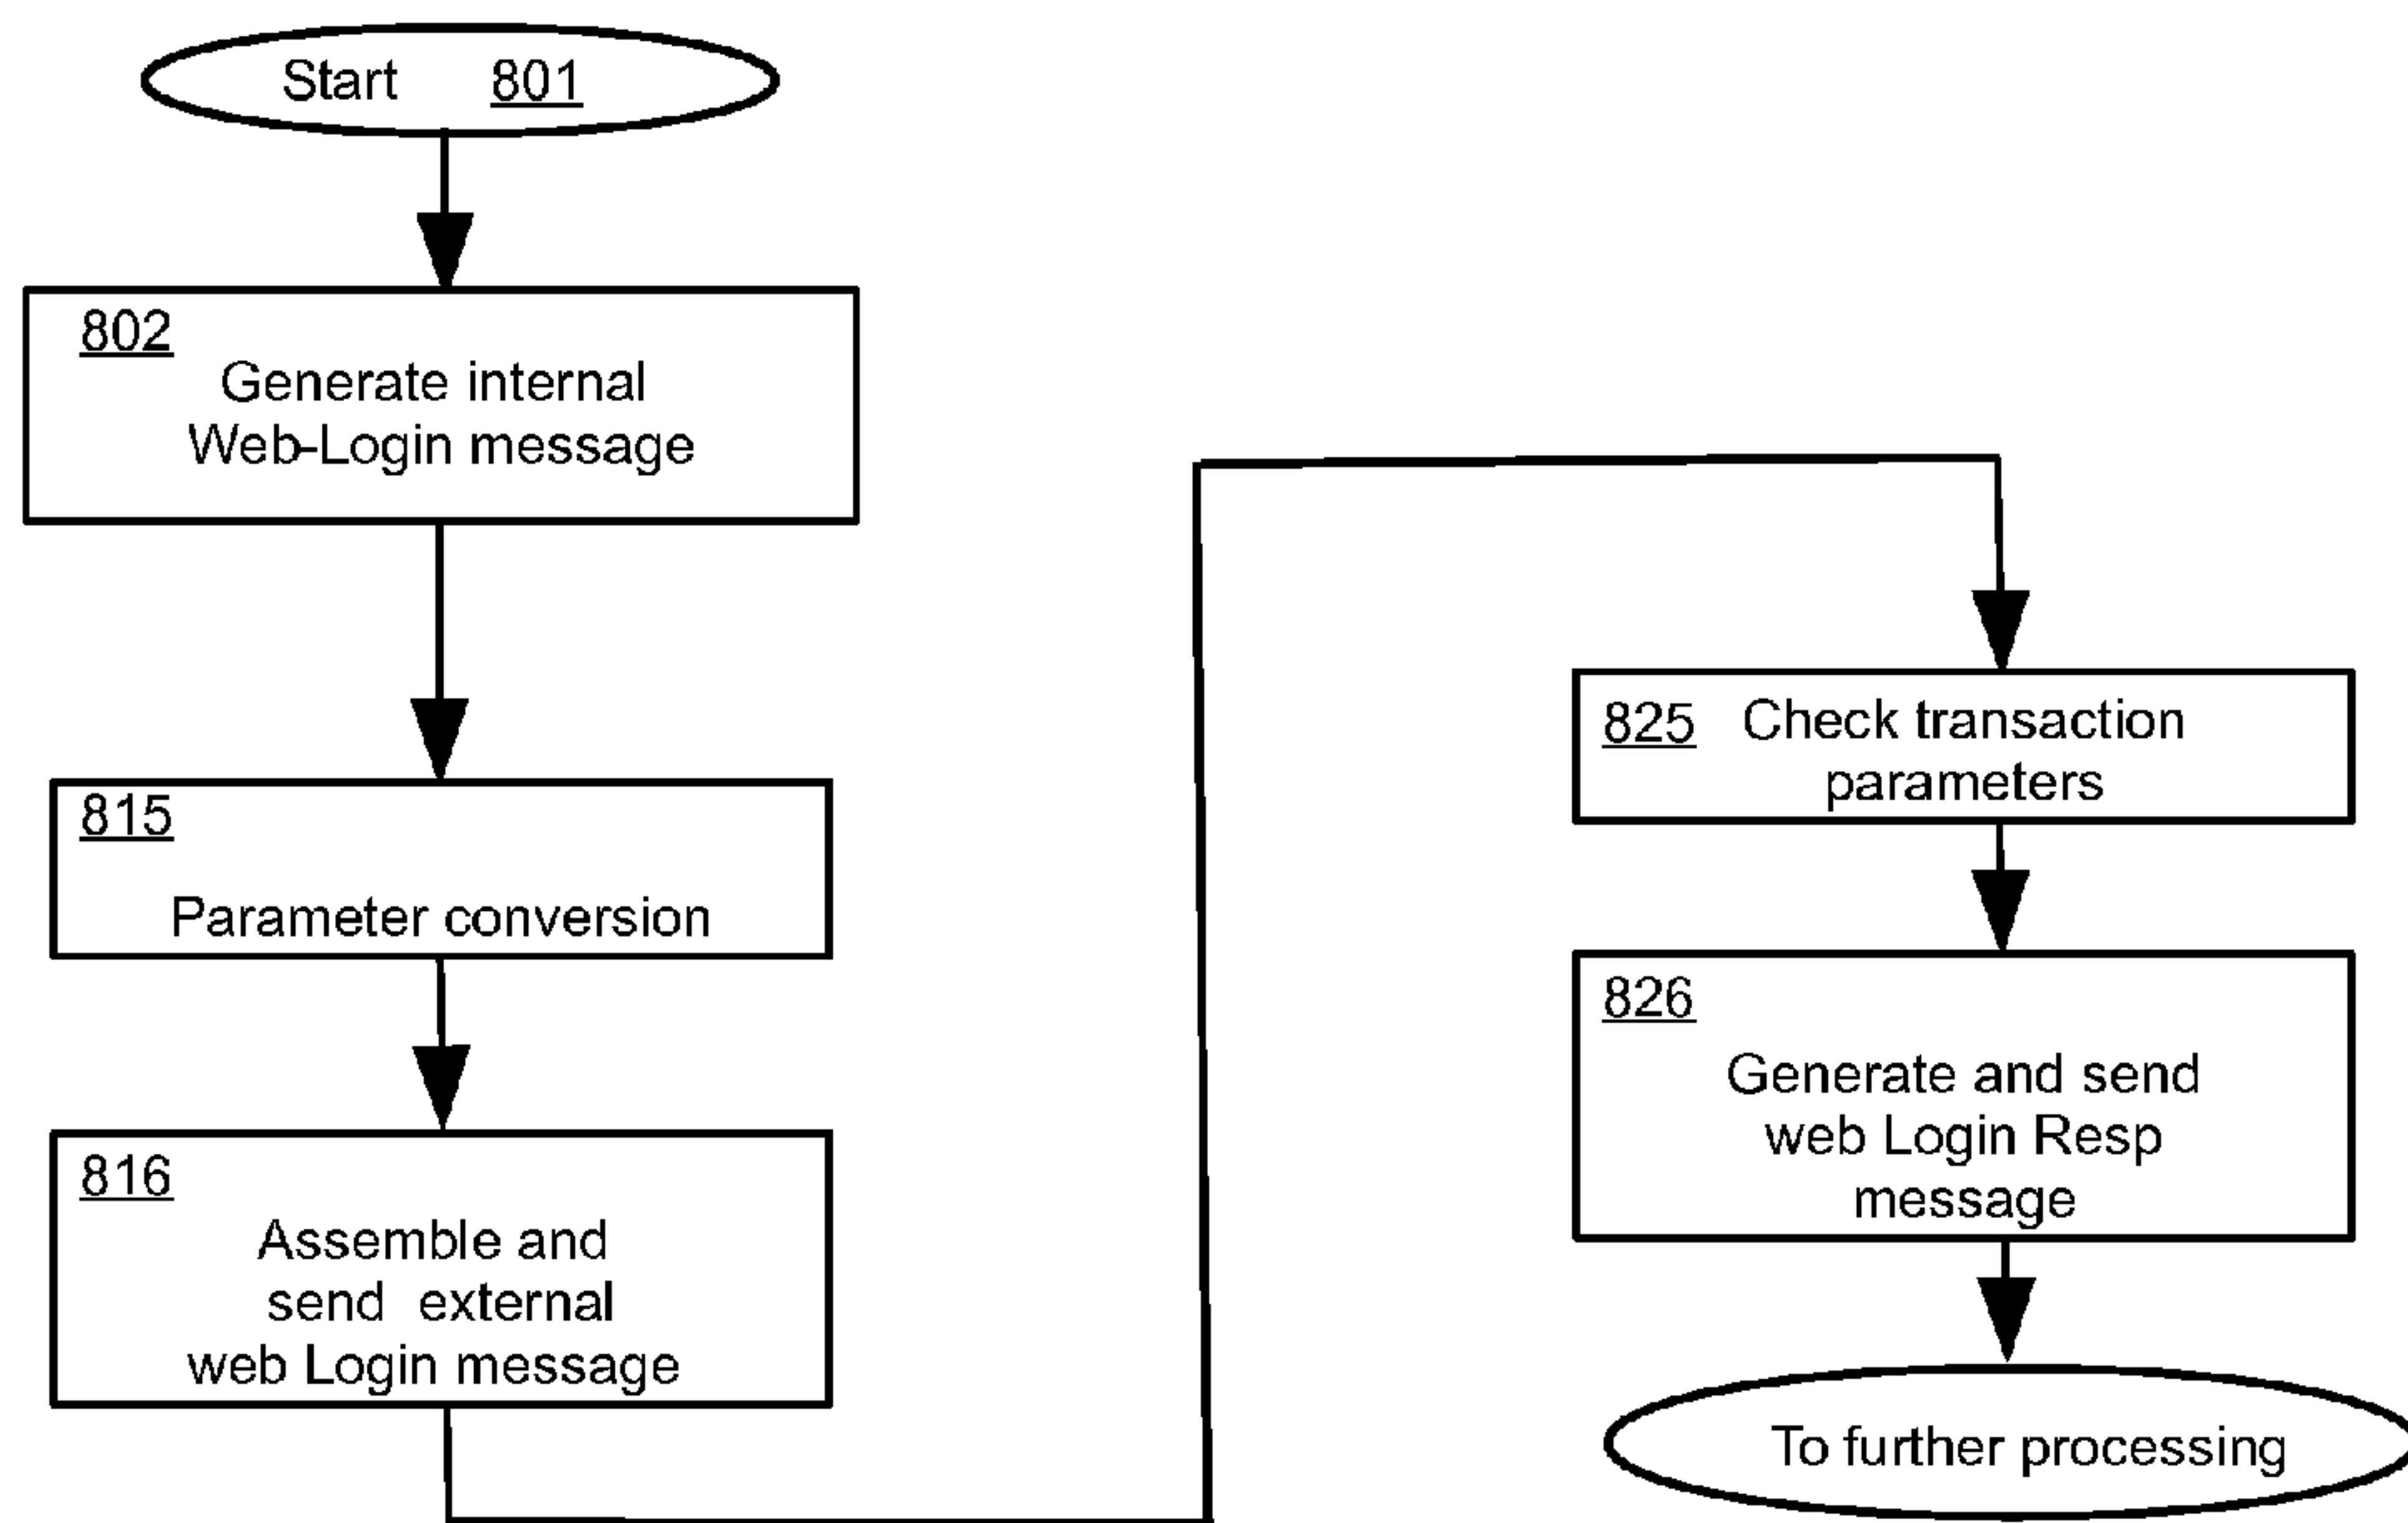 Start 801
802
Generate internal
Web-Login message
815
Parameter conversion
816
Assemble and
send external
web Login message
825 Check transaction
parameters
826
Generate and send
web Login Resp
message
To further processing